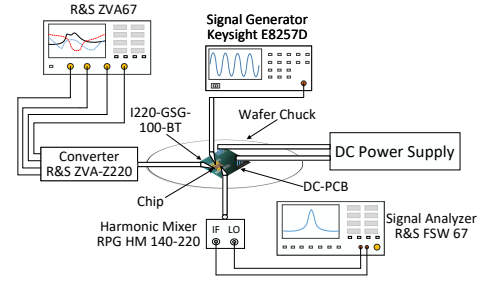 R&S ZVA67
Signal Generator
Keysight E8257D
I220-GSG-
100-BT
Wafer Chuck
Converter
R&S ZVA-Z220
DC Power Supply
Chip
DC-PCB
Harmonic Mixer
RPG HM 140-220
IF LO
Signal Analyzer
R&S FSW 67